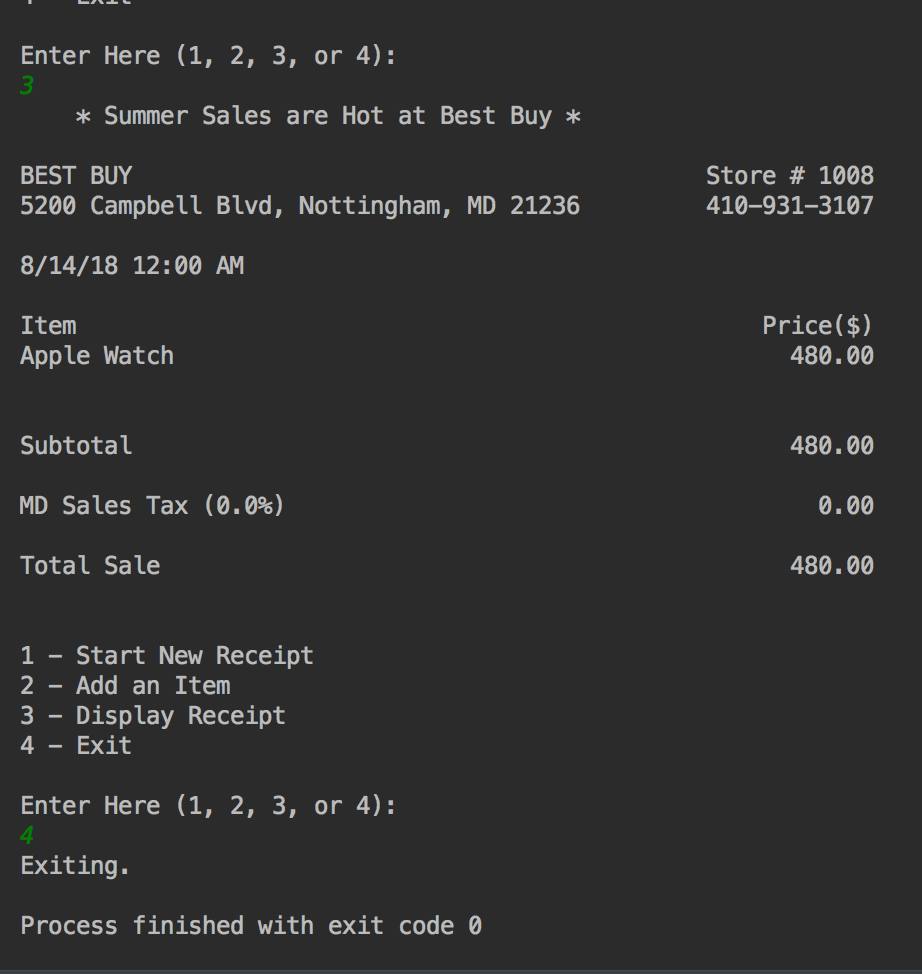 4 - Exit
Enter Here (1, 2, 3, or 4):
3
* Summer Sales are Hot at Best Buy *
BEST BUY Store # 1008
5200 Campbell Blvd, Nottingham, MD 21236 410-931-3107
8/14/18 12:00 AM
Item Price($)
Apple Watch 480.00
Subtotal 480.00
MD Sales Tax (0.0%) 0.00
Total Sale 480.00
1 - Start New Receipt
2 - Add an Item
3 - Display Receipt
4 - Exit
Enter Here (1, 2, 3, or 4):
4
Exiting.
Process finished with exit code 0